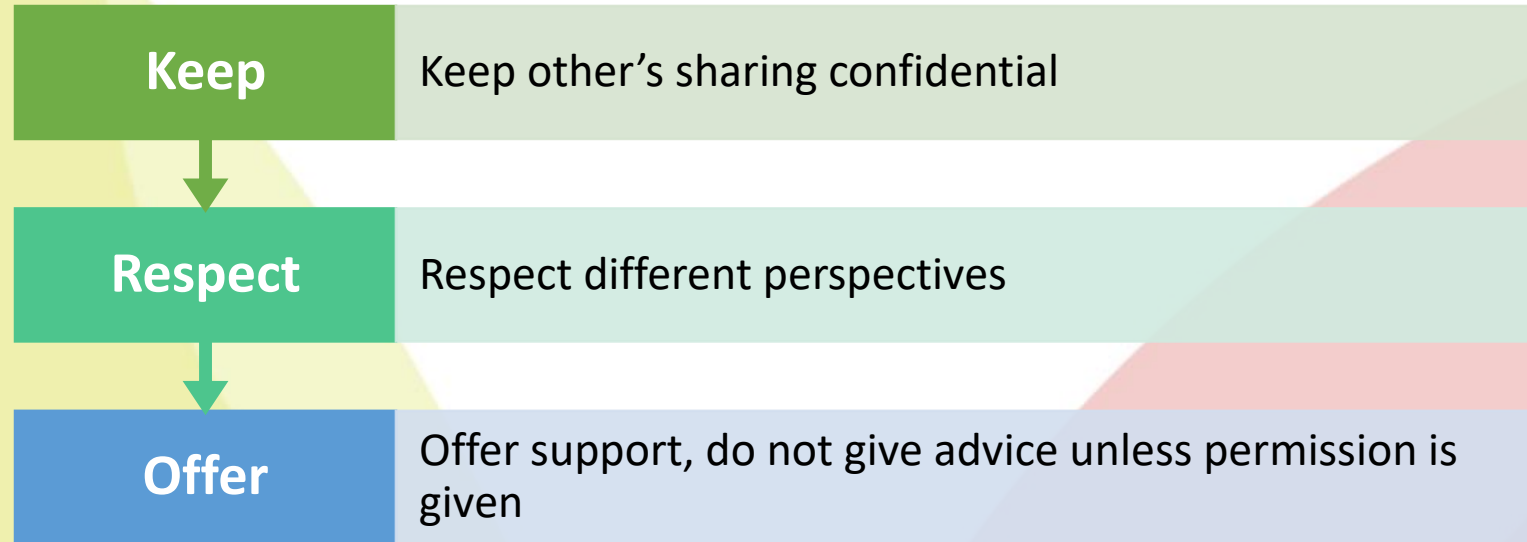 Keep
Keep other’s sharing confidential
Respect
Respect different perspectives
Offer
Offer support, do not give advice unless permission is
given